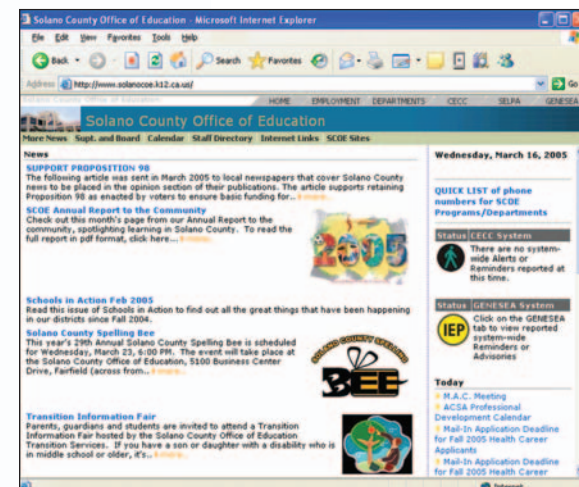 Solano County Office of Education - Microsoft Internet Explorer
File Edit View Favorites Tools Help
Back Search Favorites
Address http://www.solanocoe.k12.ca.us/ Go
Solano County Office of Education HOME EMPLOYMENT DEPARTMENTS CECC SELPA GENESEA
Solano County Office of Education
More News Supt. and Board Calendar Staff Directory Internet Links SCOE Sites
News
SUPPORT PROPOSITION 98
The following article was sent in March 2005 to local newspapers that cover Solano County
news to be placed in the opinion section of their publications. The article supports retaining
Proposition 98 as enacted by voters to ensure basic funding for..
SCOE Annual Report to the Community
Check out this month's page from our Annual Report to the
community, spotlighting learning in Solano County. To read the
full report in pdf format, click here...
2005
Schools in Action Feb 2005
Read this issue of Schools in Action to find out all the great things that have been happening
in our districts since Fall 2004.
Solano County Spelling Bee
This year's 29th Annual Solano County Spelling Bee is scheduled
for Wednesday, March 23, 6:00 PM. The event will take place at
the Solano County Office of Education, 5100 Business Center
Drive, Fairfield (across from..
SOLANO COUNTY SPELLING
BEE
Transition Information Fair
Parents, guardians and students are invited to attend a Transition
Information Fair hosted by the Solano County Office of Education
Transition Services. If you have a son or daughter with a disability who is
in middle school or older, it's..
Wednesday, March 16, 2005
QUICK LIST of phone
numbers for SCOE
Programs/Departments
Status CECC System
There are no system-
wide Alerts or
Reminders reported at
this time.
Status GENESEA System
IEP
Click on the GENESEA
tab to view reported
system-wide
Reminders or
Advisories
Today
M.A.C. Meeting
ACSA Professional
Development Calendar
Mail-In Application Deadline
for Fall 2005 Health Career
Applicants
Mail-In Application Deadline
for Fall 2005 Health Career
Internet